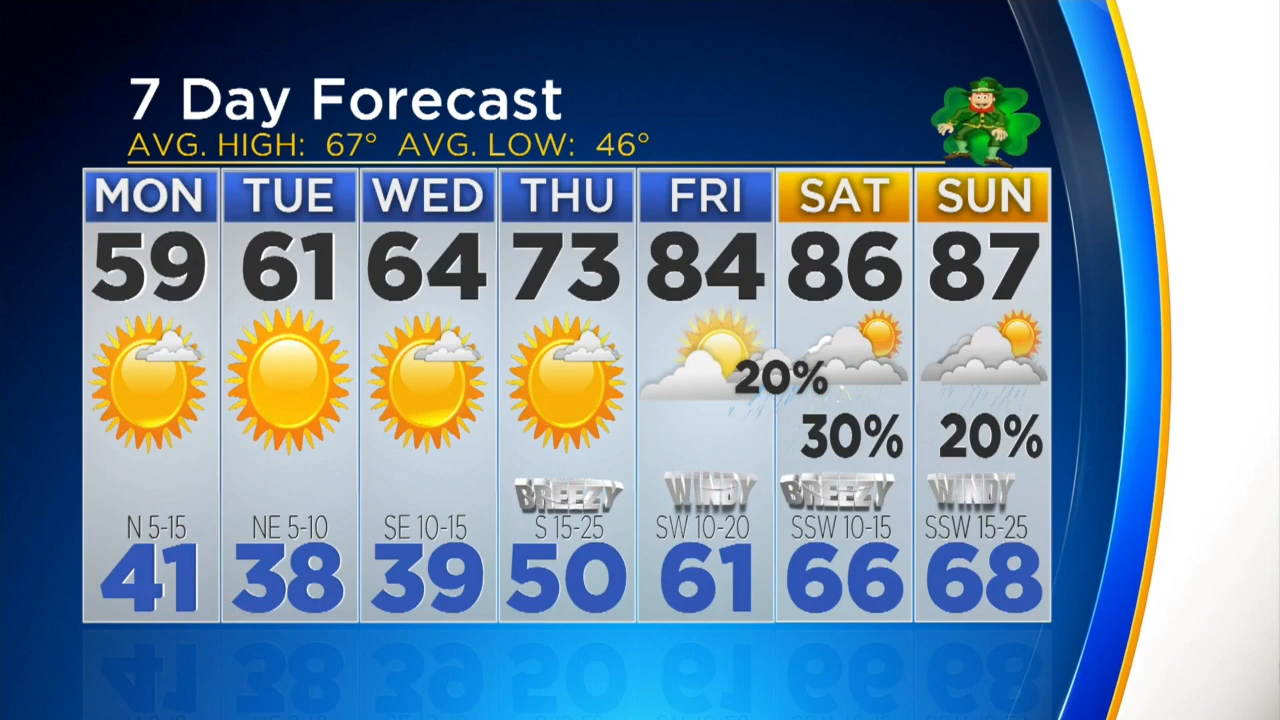 7 Day Forecast
AVG. HIGH: 67° AVG. LOW: 46°
MON TUE WED THU FRI SAT SUN
59 61 64 73 84 86 87
20%
30% 20%
BREEZY WINDY BREEZY WINDY
N 5-15 NE 5-10 SE 10-15 S 15-25 SW 10-20 SSW 10-15 SSW 15-25
41 38 39 50 61 66 68